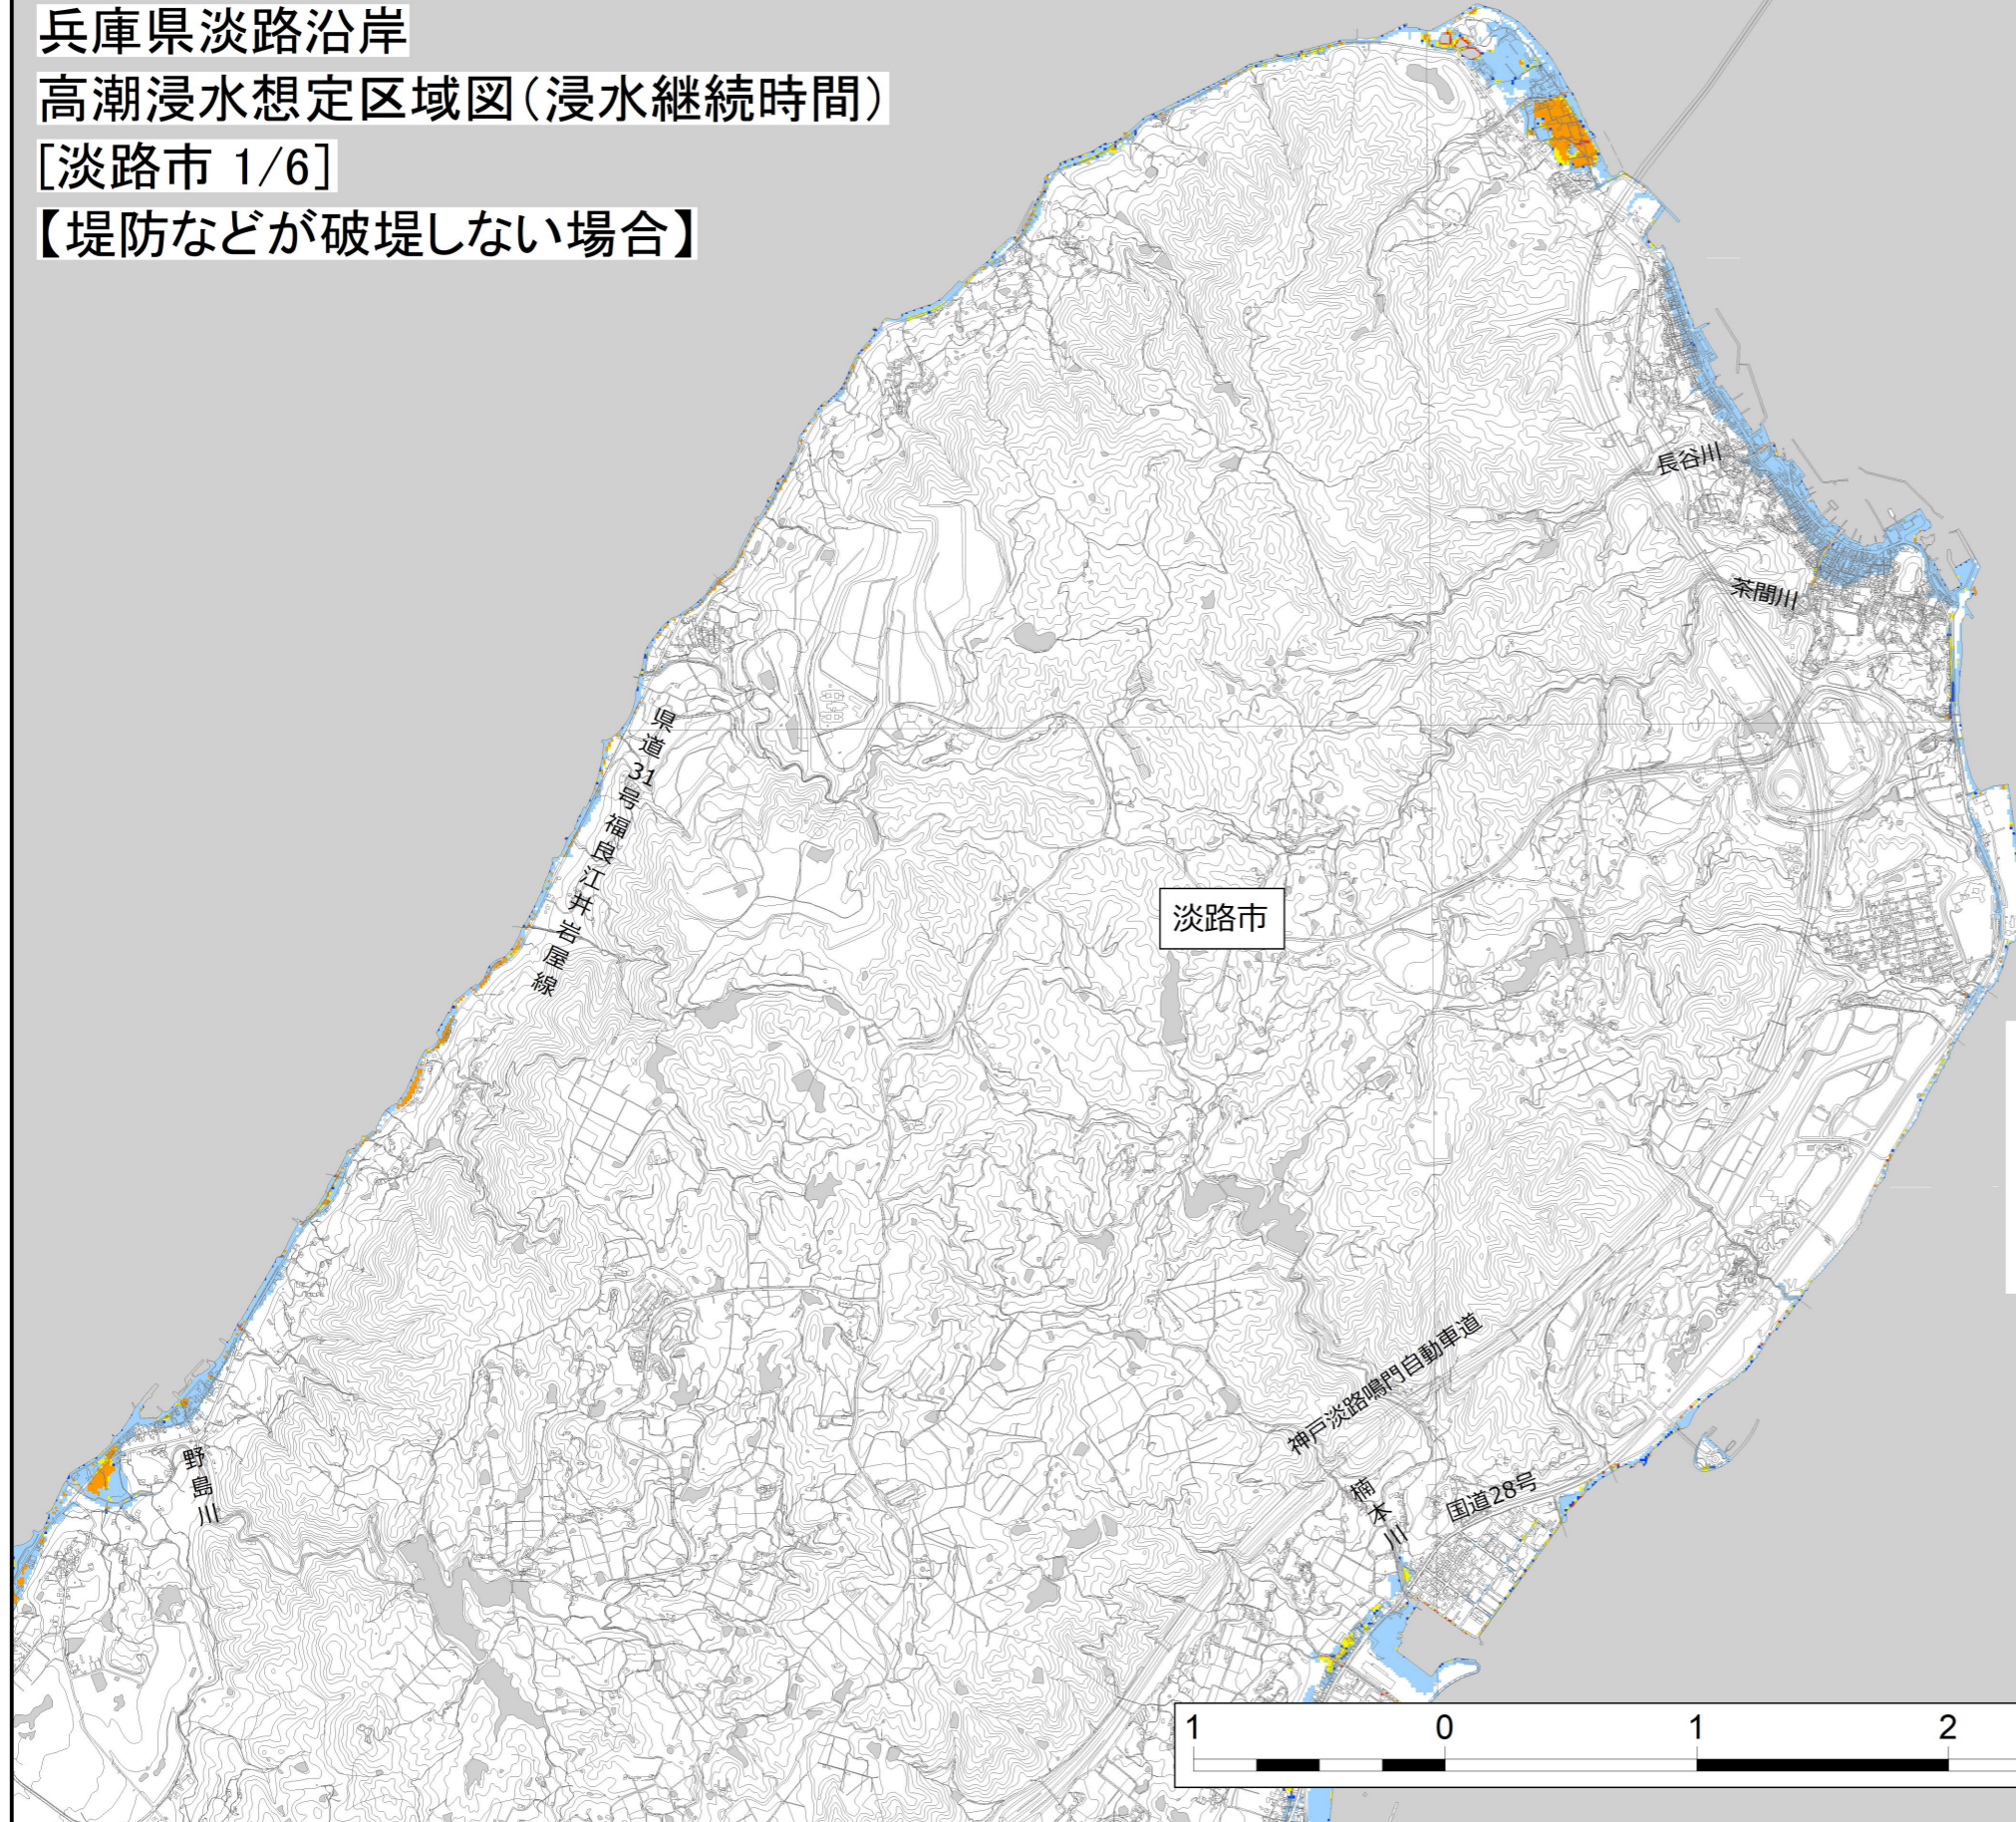 兵庫県淡路沿岸
高潮浸水想定区域図(浸水継続時間)
[淡路市 1/6]
【堤防などが破堤しない場合】
長谷川
茶間川
県道31号福良江井岩屋線
淡路市
神戸淡路鳴門自動車道
野島川
楠本川
国道28号
1 0 1 2